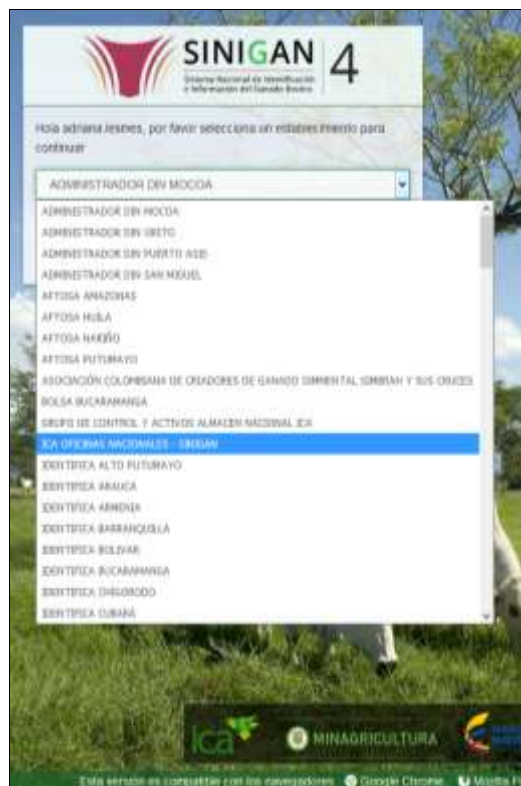 SINIGAN 4
Sistema Nacional de Identificación
e Información del Ganado Bovino
Hola adriana lesmes, por favor selecciona un establecimiento para
continuar
ADMINISTRADOR DIN MOCOA
ADMINISTRADOR DIN MOCOA
ADMINISTRADOR DIN ORITO
ADMINISTRADOR DIN PUERTO ASIS
ADMINISTRADOR DIN SAN MIGUEL
AFTOSA AMAZONAS
AFTOSA HUILA
AFTOSA NARIÑO
AFTOSA PUTUMAYO
ASOCIACIÓN COLOMBIANA DE CRIADORES DE GANADO SIMMENTAL SIMBRAH Y SUS CRUCES
BOLSA BUCARAMANGA
GRUPO DE CONTROL Y ACTIVOS ALMACEN NACIONAL ICA
ICA OFICINAS NACIONALES - SINIGAN
IDENTIFICA ALTO PUTUMAYO
IDENTIFICA ARAUCA
IDENTIFICA ARMENIA
IDENTIFICA BARRANQUILLA
IDENTIFICA BOLIVAR
IDENTIFICA BUCARAMANGA
IDENTIFICA CHIGORODO
IDENTIFICA CUBARÁ
ica MINAGRICULTURA
Esta version es compatible con los navegadores Google Chrome Mozilla